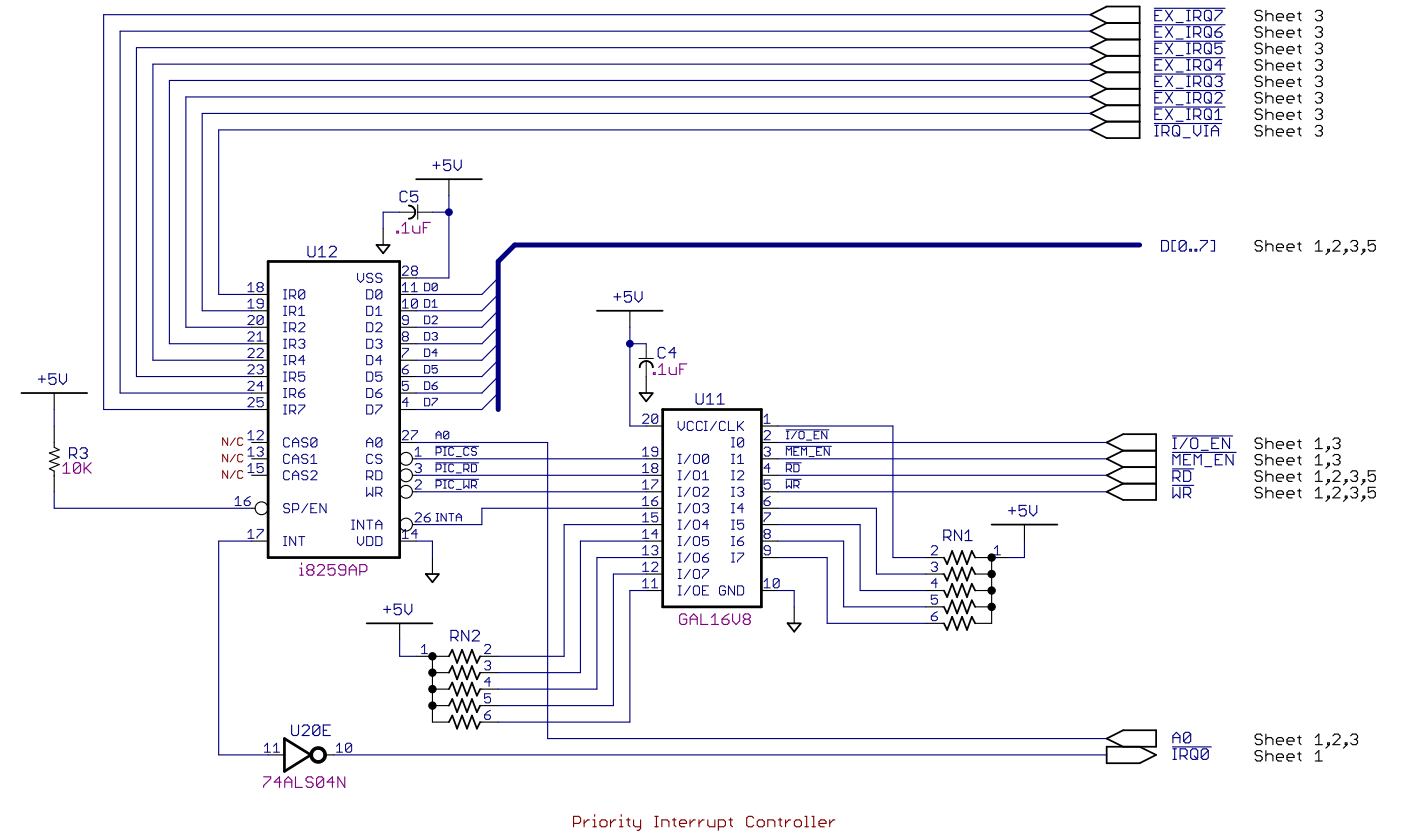 EX_IRQ7 Sheet 3
EX_IRQ6 Sheet 3
EX_IRQ5 Sheet 3
EX_IRQ4 Sheet 3
EX_IRQ3 Sheet 3
EX_IRQ2 Sheet 3
EX_IRQ1 Sheet 3
IRQ_VIA Sheet 3
+5V
C5
.1uF
D[0..7] Sheet 1,2,3,5
U12
VSS 28
18 IR0 D0 11 D0
19 IR1 D1 10 D1
20 IR2 D2 9 D2
21 IR3 D3 8 D3
22 IR4 D4 7 D4
23 IR5 D5 6 D5
24 IR6 D6 5 D6
25 IR7 D7 4 D7
N/C 12 CAS0 A0 27 A0
N/C 13 CAS1 CS 1 PIC_CS
N/C 15 CAS2 RD 3 PIC_RD
WR 2 PIC_WR
16 SP/EN
INTA 26 INTA
17 INT VDD 14
i8259AP
+5V
R3
10K
+5V
C4
.1uF
U11
20 VCC I/CLK 1
I0 2 I/O_EN
19 I/O0 I1 3 MEM_EN
18 I/O1 I2 4 RD
17 I/O2 I3 5 WR
16 I/O3 I4 6
15 I/O4 I5 7
14 I/O5 I6 8
13 I/O6 I7 9
12 I/O7
11 I/OE GND 10
GAL16V8
I/O_EN Sheet 1,3
MEM_EN Sheet 1,3
RD Sheet 1,2,3,5
WR Sheet 1,2,3,5
+5V
RN1
2 1
3
4
5
6
+5V
RN2
1 2
3
4
5
6
U20E
11 10
74ALS04N
A0 Sheet 1,2,3
IRQ0 Sheet 1
Priority Interrupt Controller